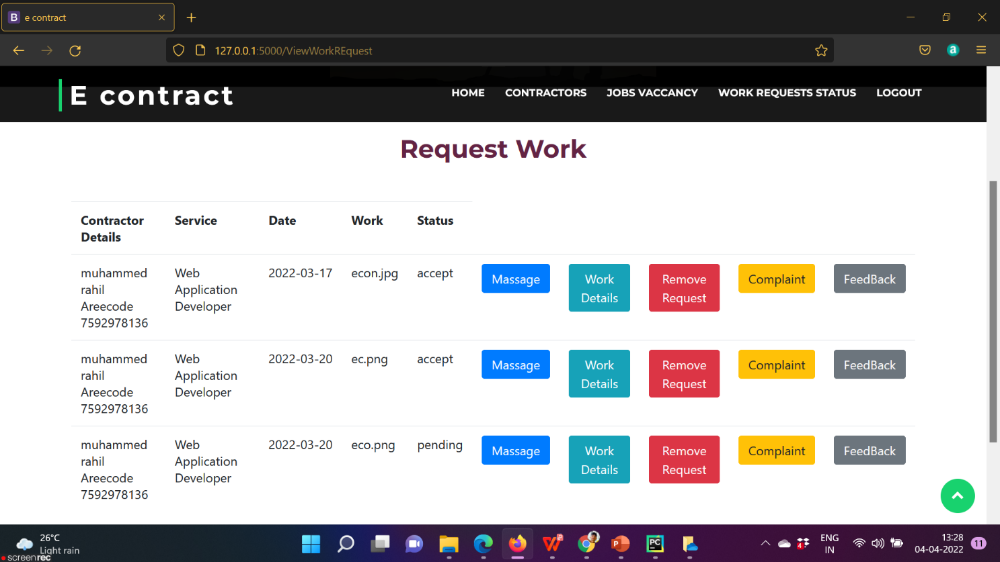 B e contract
127.0.0.1:5000/ViewWorkREquest
a
E contract
HOME CONTRACTORS JOBS VACCANCY WORK REQUESTS STATUS LOGOUT
Request Work
Contractor Details Service Date Work Status
muhammed Web 2022-03-17 econ.jpg accept Massage Work Remove Complaint FeedBack
rahil Application Details Request
Areecode Developer
7592978136
muhammed Web 2022-03-20 ec.png accept Massage Work Remove Complaint FeedBack
rahil Application Details Request
Areecode Developer
7592978136
muhammed Web 2022-03-20 eco.png pending Massage Work Remove Complaint FeedBack
rahil Application Details Request
Areecode Developer
7592978136
26°C
Light rain
screenrec
P
PC
4
ENG
IN
13:28
04-04-2022
11